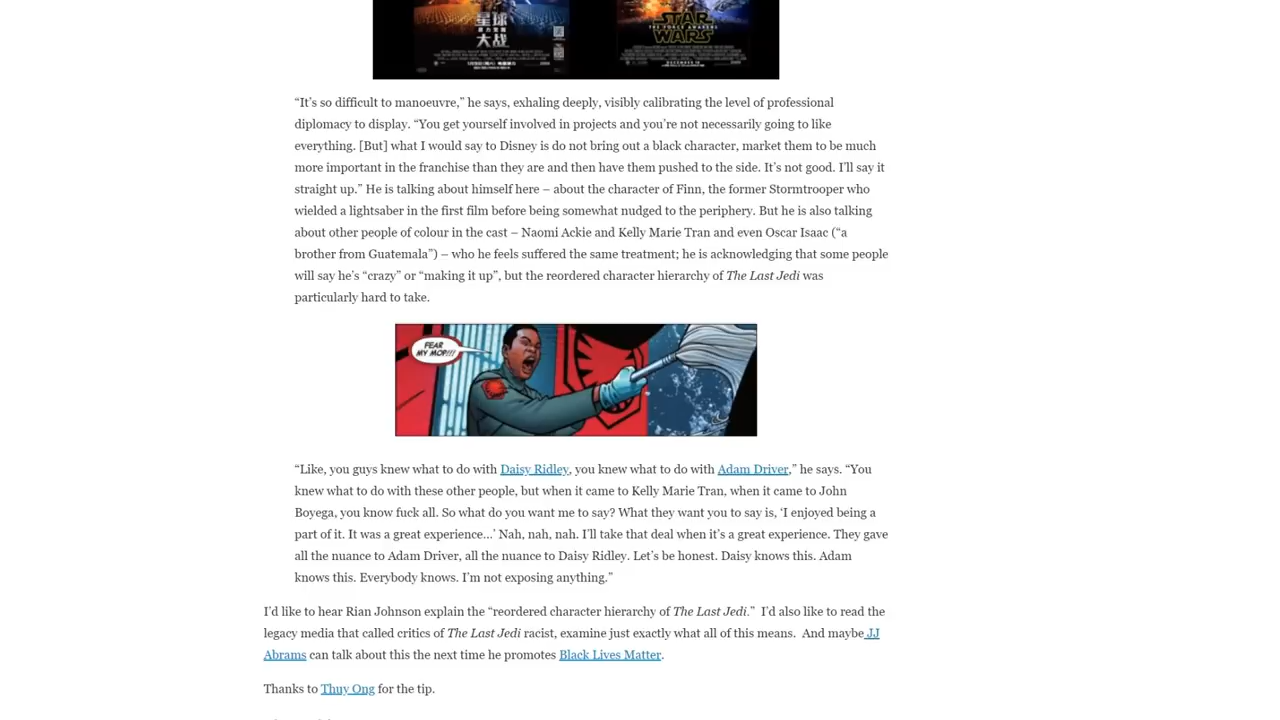 星球
大战
STAR
THE FORCE AWAKENS
WARS
“It’s so difficult to manoeuvre,” he says, exhaling deeply, visibly calibrating the level of professional
diplomacy to display. “You get yourself involved in projects and you’re not necessarily going to like
everything. [But] what I would say to Disney is do not bring out a black character, market them to be much
more important in the franchise than they are and then have them pushed to the side. It’s not good. I’ll say it
straight up.” He is talking about himself here – about the character of Finn, the former Stormtrooper who
wielded a lightsaber in the first film before being somewhat nudged to the periphery. But he is also talking
about other people of colour in the cast – Naomi Ackie and Kelly Marie Tran and even Oscar Isaac (“a
brother from Guatemala”) – who he feels suffered the same treatment; he is acknowledging that some people
will say he’s “crazy” or “making it up”, but the reordered character hierarchy of The Last Jedi was
particularly hard to take.
FEAR
MY MOP!!!
“Like, you guys knew what to do with Daisy Ridley, you knew what to do with Adam Driver,” he says. “You
knew what to do with these other people, but when it came to Kelly Marie Tran, when it came to John
Boyega, you know fuck all. So what do you want me to say? What they want you to say is, ‘I enjoyed being a
part of it. It was a great experience...’ Nah, nah, nah. I’ll take that deal when it’s a great experience. They gave
all the nuance to Adam Driver, all the nuance to Daisy Ridley. Let’s be honest. Daisy knows this. Adam
knows this. Everybody knows. I’m not exposing anything.”
I’d like to hear Rian Johnson explain the “reordered character hierarchy of The Last Jedi.”  I’d also like to read the
legacy media that called critics of The Last Jedi racist, examine just exactly what all of this means.  And maybe JJ
Abrams can talk about this the next time he promotes Black Lives Matter.
Thanks to Thuy Ong for the tip.